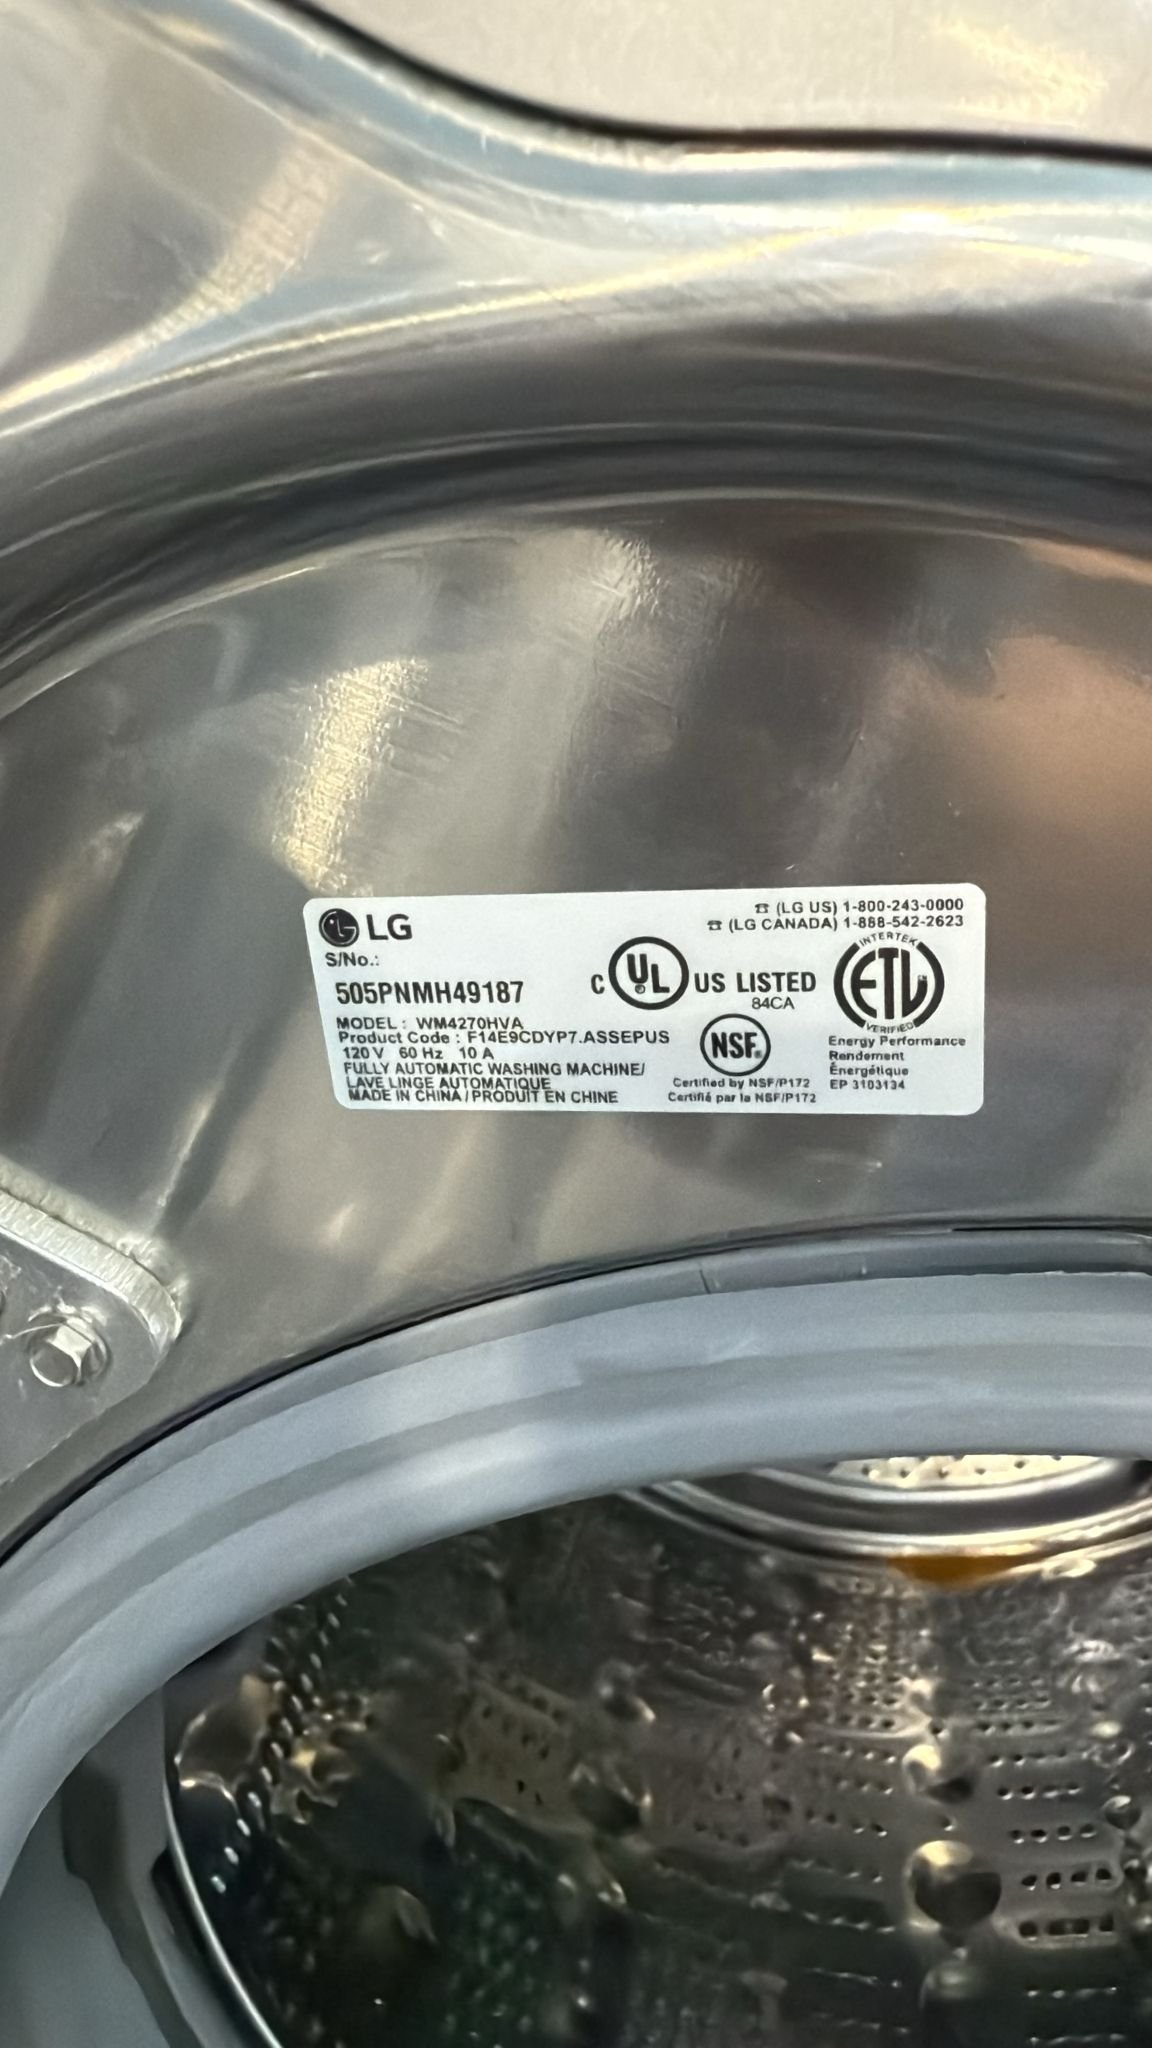 LG
☎ (LG US) 1-800-243-0000
☎ (LG CANADA) 1-888-542-2623
S/No.:
505PNMH49187
C UL US LISTED
84CA
INTERTEK
ETL
VERIFIED
MODEL : WM4270HVA
Product Code : F14E9CDYP7.ASSEPUS
120 V 60 Hz 10 A
FULLY AUTOMATIC WASHING MACHINE/
LAVE LINGE AUTOMATIQUE
MADE IN CHINA / PRODUIT EN CHINE
NSF®
Certified by NSF/P172
Certifié par la NSF/P172
Energy Performance
Rendement
Énergétique
EP 3103134